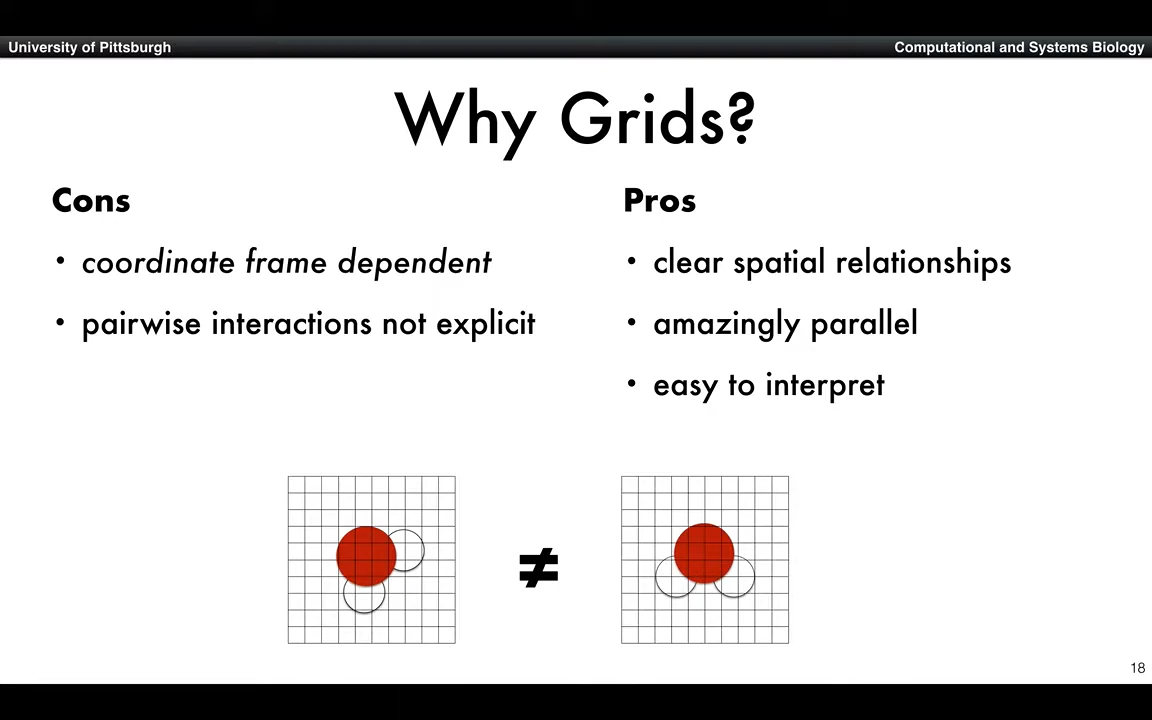 University of Pittsburgh
Computational and Systems Biology
Why Grids?
Cons
• coordinate frame dependent
• pairwise interactions not explicit
Pros
• clear spatial relationships
• amazingly parallel
• easy to interpret
≠
18